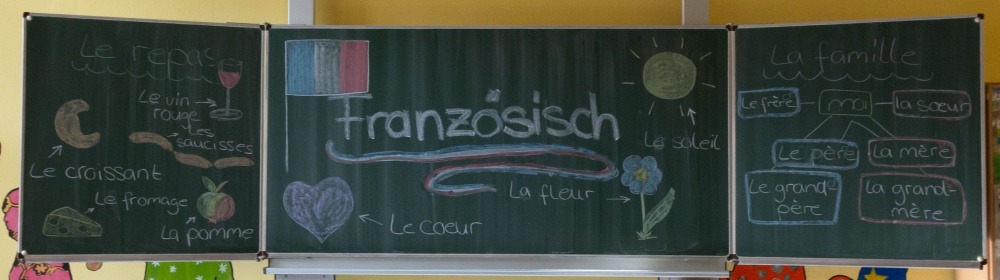 Le repas
Le vin
rouge
Les
saucisses
Le croissant
Le fromage
La pomme
Französisch
Le soleil
La fleur
Le coeur
La famille
Le frère
moi
la sœur
Le père
La mère
Le grand-
père
La grand-
mère